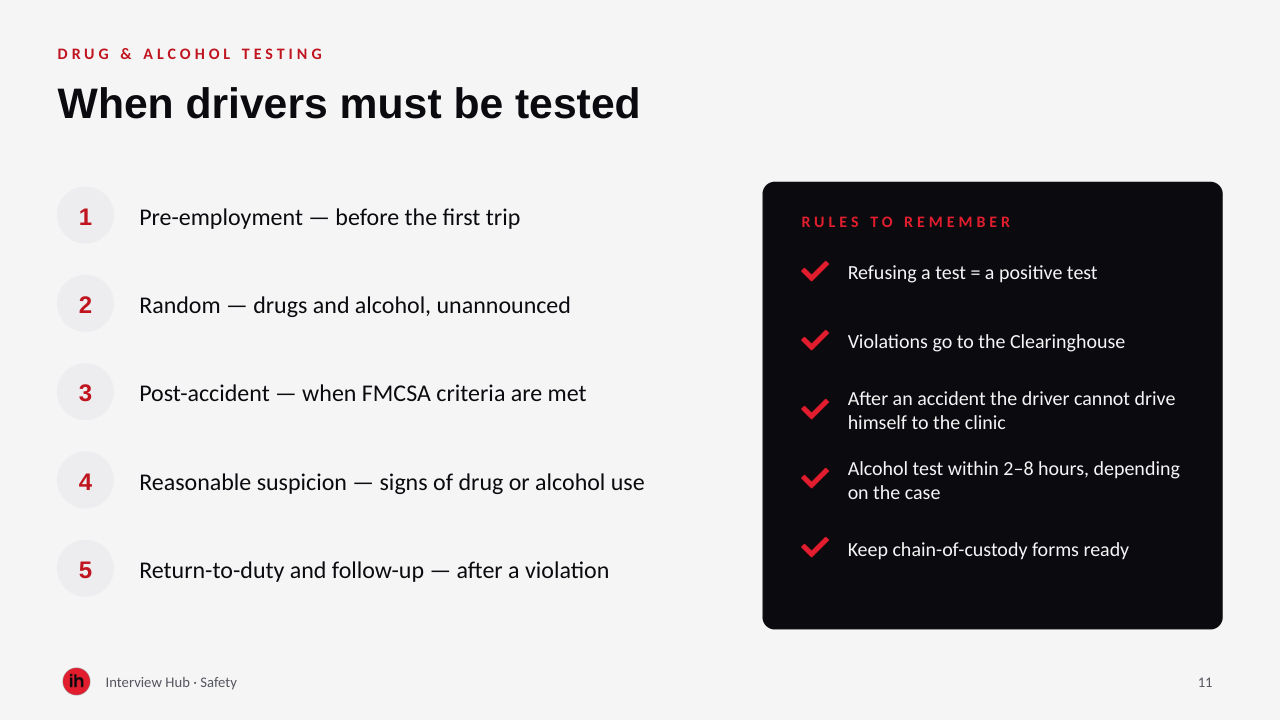 DRUG & ALCOHOL TESTING
When drivers must be tested
1 Pre-employment — before the first trip
2 Random — drugs and alcohol, unannounced
3 Post-accident — when FMCSA criteria are met
4 Reasonable suspicion — signs of drug or alcohol use
5 Return-to-duty and follow-up — after a violation
RULES TO REMEMBER
Refusing a test = a positive test
Violations go to the Clearinghouse
After an accident the driver cannot drive
himself to the clinic
Alcohol test within 2–8 hours, depending
on the case
Keep chain-of-custody forms ready
ih Interview Hub · Safety
11